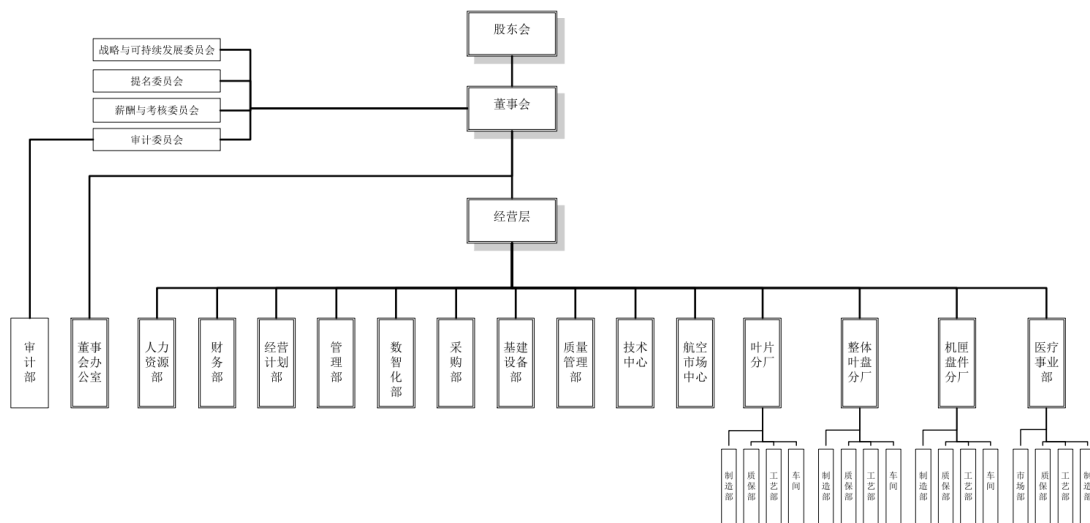 股东会
战略与可持续发展委员会
提名委员会
薪酬与考核委员会
审计委员会
董事会
经营层
审
计
部
董事
会办
公室
人力
资源
部
财
务
部
经营
计划
部
管
理
部
数
智
化
部
采
购
部
基建
设备
部
质量
管理
部
技术
中心
航空
市场
中心
叶片
分厂
整体
叶盘
分厂
机匣
盘件
分厂
医疗
事业
部
制
造
部
质
保
部
工
艺
部
车
间
制
造
部
质
保
部
工
艺
部
车
间
制
造
部
质
保
部
工
艺
部
车
间
市
场
部
质
保
部
工
艺
部
制
造
部